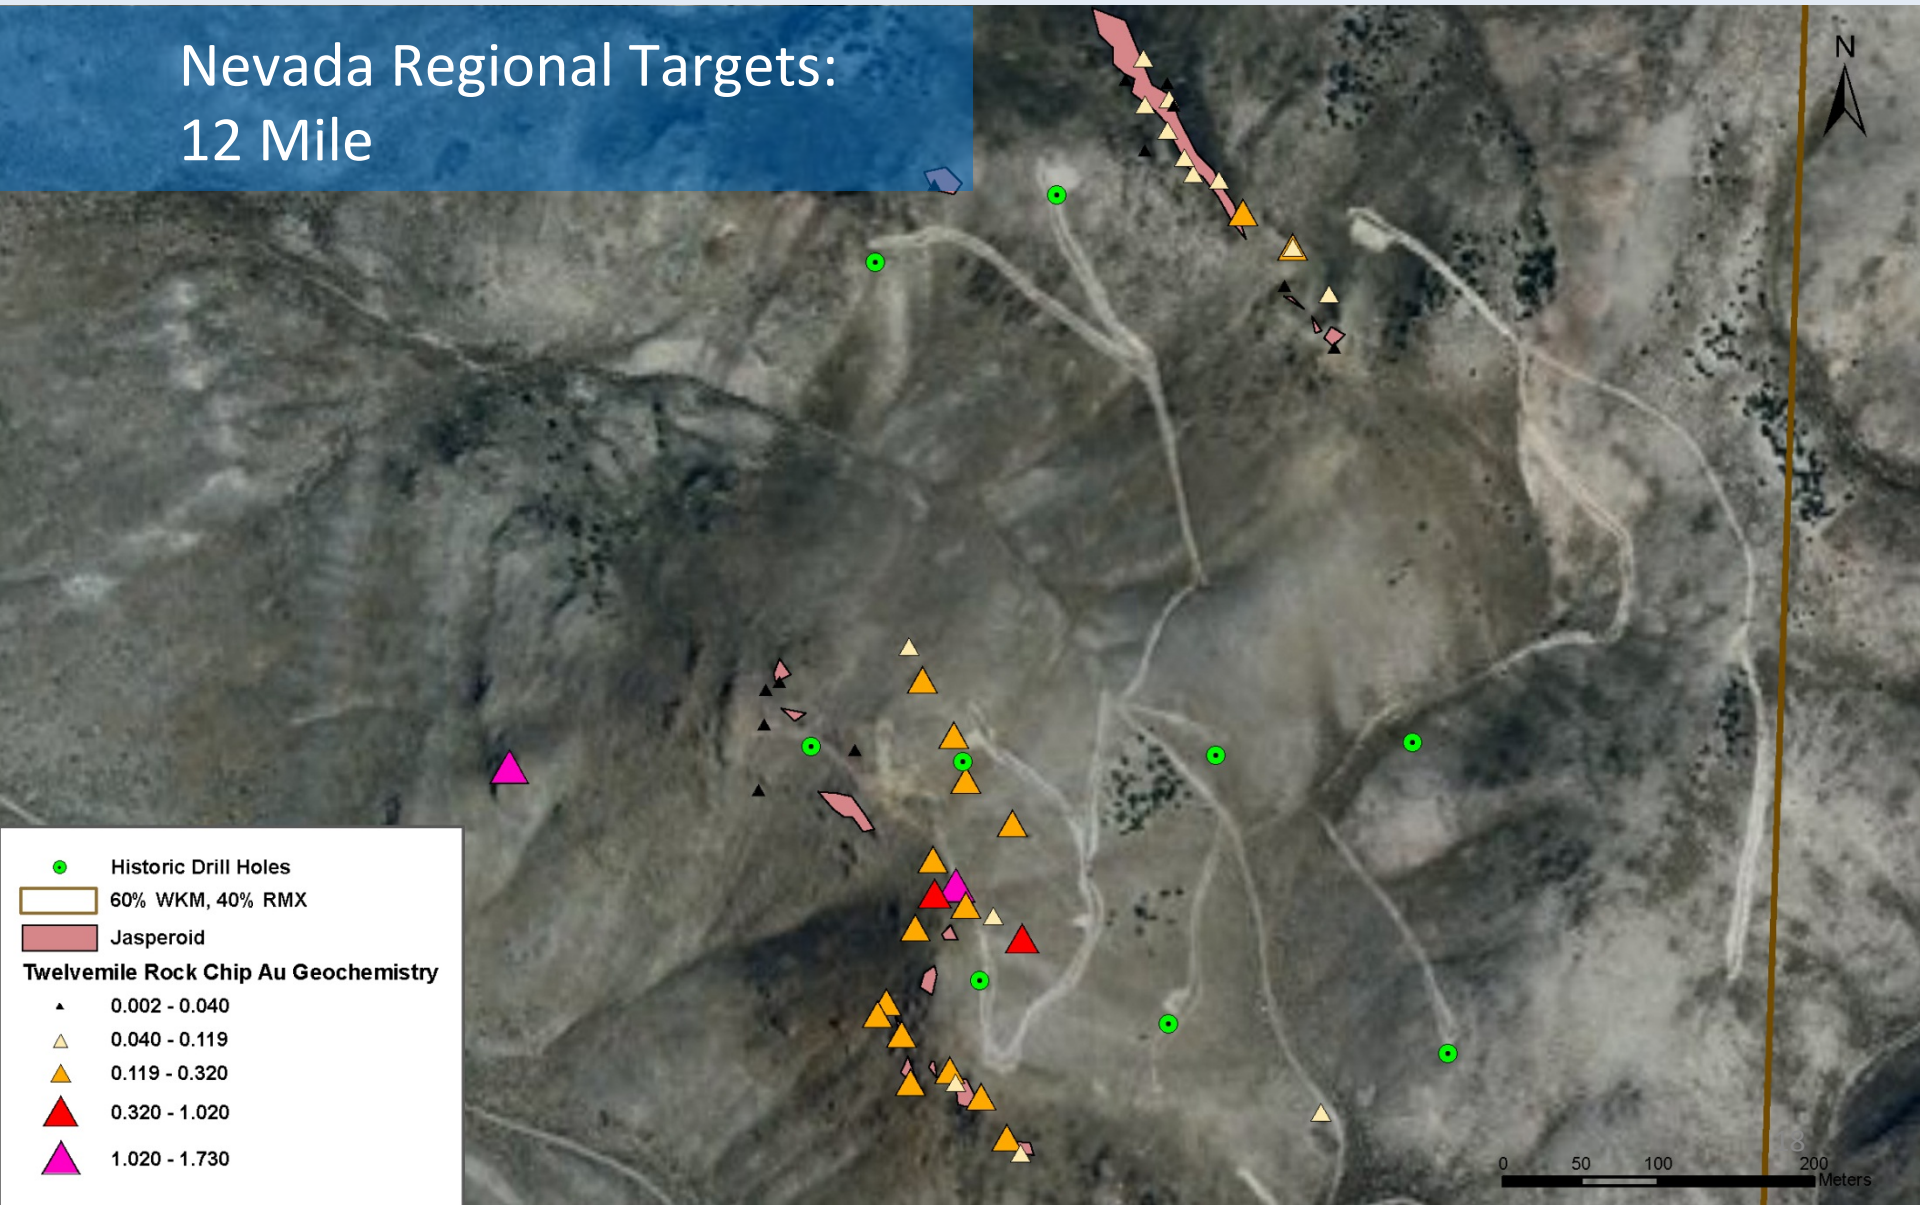 Nevada Regional Targets:
12 Mile
N
Historic Drill Holes
60% WKM, 40% RMX
Jasperoid
Twelvemile Rock Chip Au Geochemistry
0.002 - 0.040
0.040 - 0.119
0.119 - 0.320
0.320 - 1.020
1.020 - 1.730
8
0 50 100 200
Meters